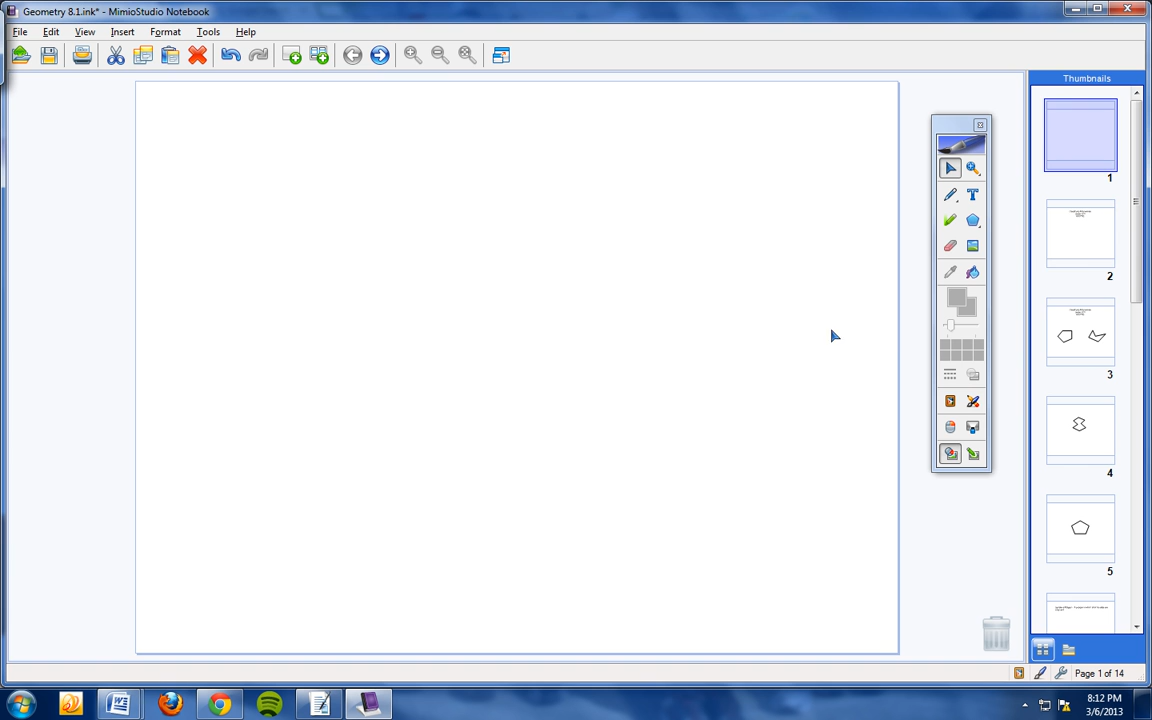 Geometry 8.1.ink* - MimioStudio Notebook
File Edit View Insert Format Tools Help
Thumbnails
1
2
3
4
5
Page 1 of 14
8:12 PM
3/6/2013